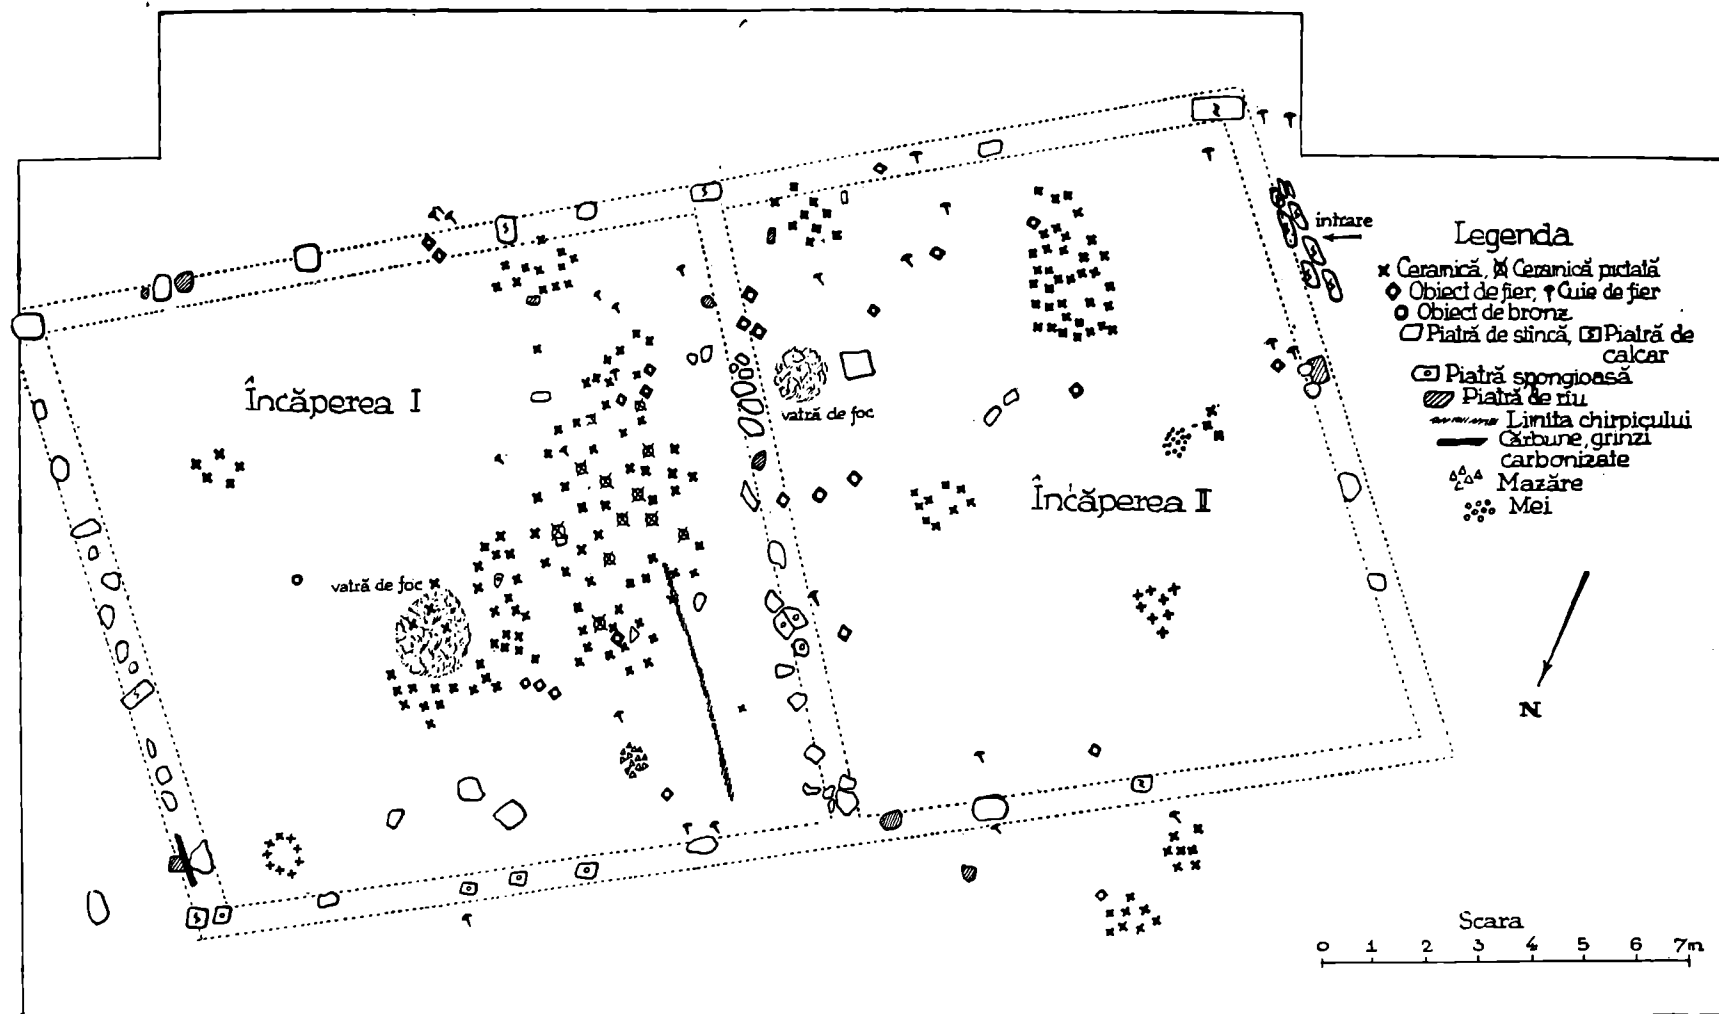 intrare
Legenda
Ceramică, Ceramică pictată
Obiect de fier, Cuie de fier
Obiect de bronz
Piatră de stîncă, Piatră de
calcar
Piatră spongioasă
Piatră de rîu
Limita chirpiciului
Cărbune, grinzi
carbonizate
Mazăre
Mei
Încăperea I
vatră de foc
Încăperea II
vatră de foc
N
Scara
0 1 2 3 4 5 6 7m